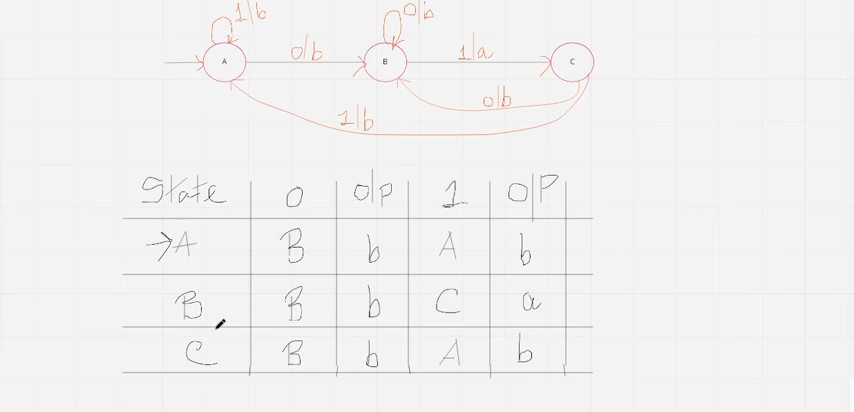 1|b
0|b
0|b
1|a
0|b
1|b
A
B
C
State 0 o|p 1 o|P
→A B b A b
B B b C a
C B b A b